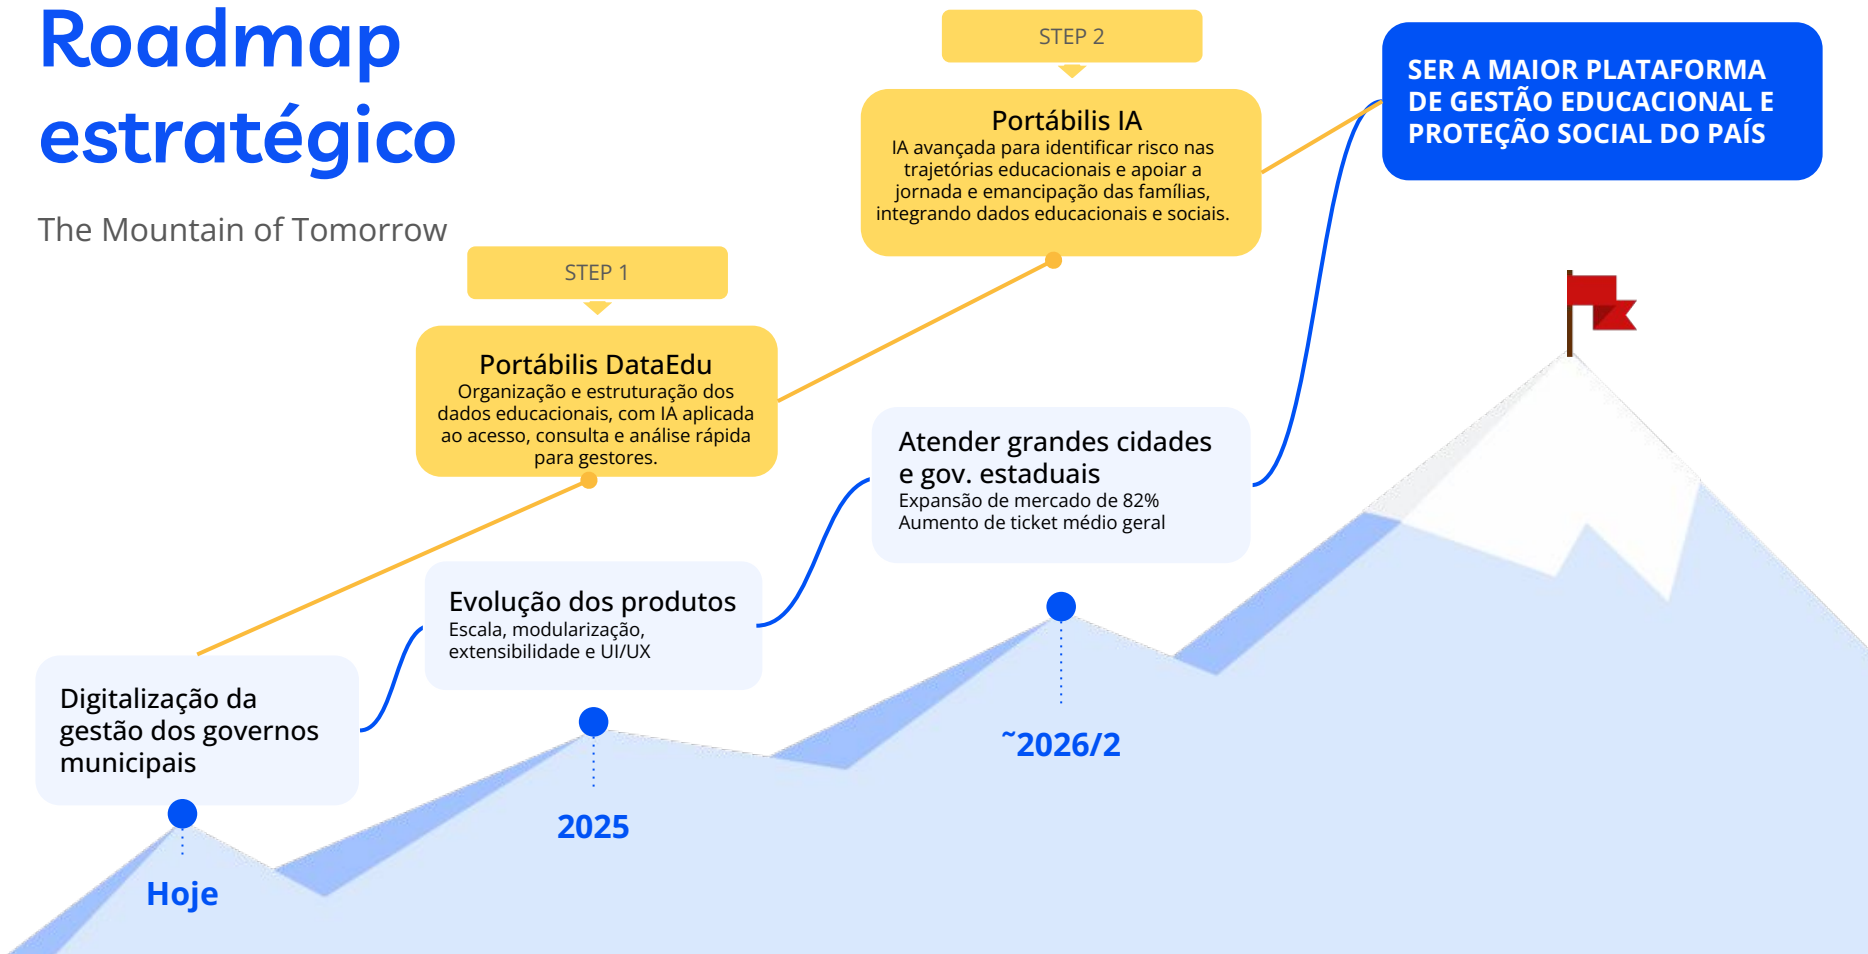 Roadmap
estratégico
The Mountain of Tomorrow
STEP 1
Portábilis DataEdu
Organização e estruturação dos
dados educacionais, com IA aplicada
ao acesso, consulta e análise rápida
para gestores.
STEP 2
Portábilis IA
IA avançada para identificar risco nas
trajetórias educacionais e apoiar a
jornada e emancipação das famílias,
integrando dados educacionais e sociais.
SER A MAIOR PLATAFORMA
DE GESTÃO EDUCACIONAL E
PROTEÇÃO SOCIAL DO PAÍS
Digitalização da
gestão dos governos
municipais
Evolução dos produtos
Escala, modularização,
extensibilidade e UI/UX
Atender grandes cidades
e gov. estaduais
Expansão de mercado de 82%
Aumento de ticket médio geral
Hoje
2025
˜2026/2